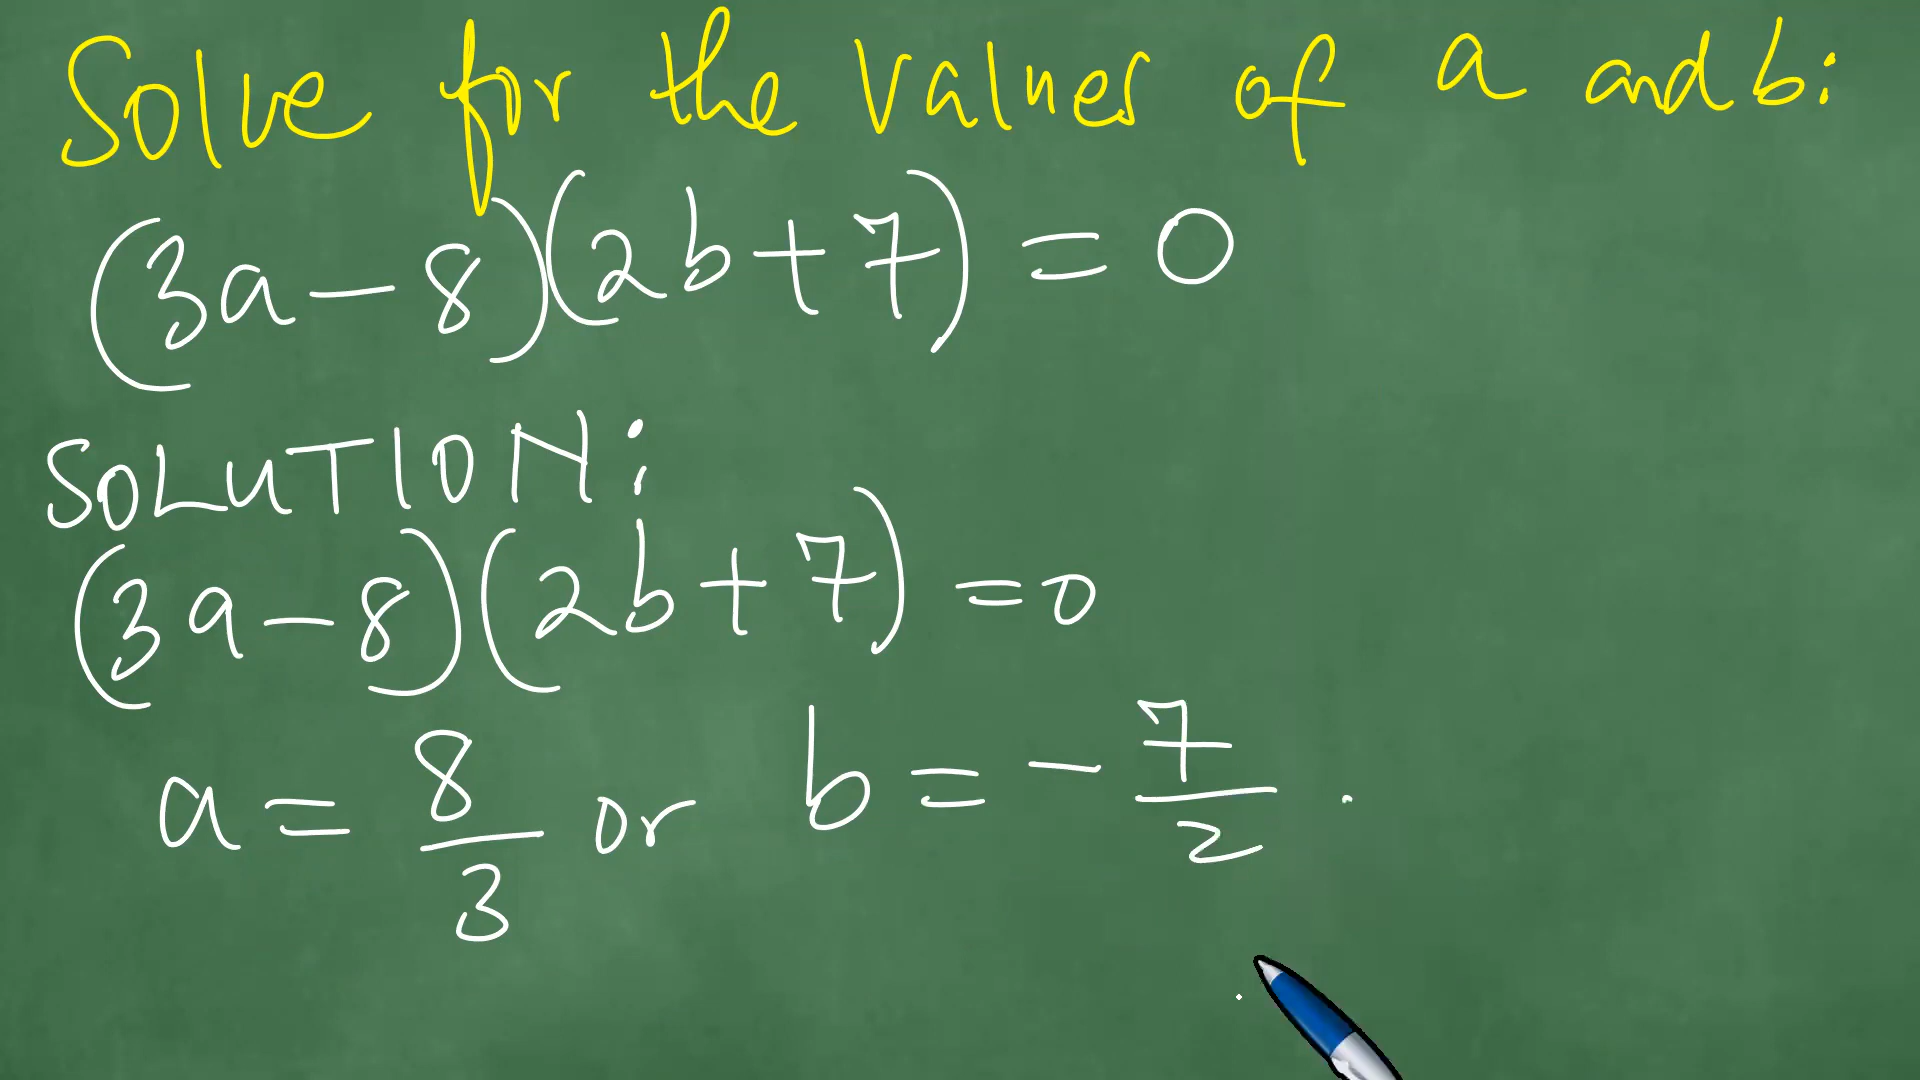 Solve for the values of a and b:
(3a-8)(2b+7)=0
SOLUTION:
(3a-8)(2b+7)=0
a = 8/3 or b = - 7/2 .